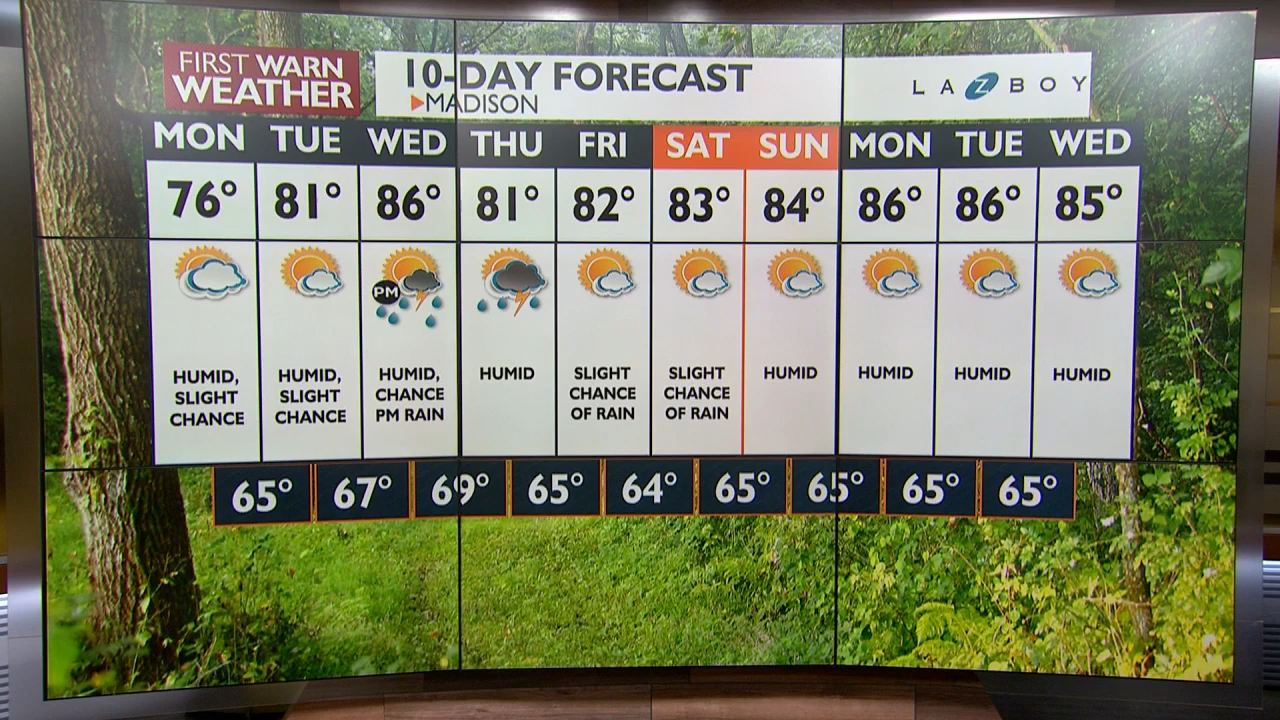 FIRST WARN
WEATHER
10-DAY FORECAST
MADISON
LA Z BOY
MON TUE WED THU FRI SAT SUN MON TUE WED
76° 81° 86° 81° 82° 83° 84° 86° 86° 85°
PM
HUMID,
SLIGHT
CHANCE
HUMID,
SLIGHT
CHANCE
HUMID,
CHANCE
PM RAIN
HUMID
SLIGHT
CHANCE
OF RAIN
SLIGHT
CHANCE
OF RAIN
HUMID
HUMID
HUMID
HUMID
65° 67° 69° 65° 64° 65° 65° 65° 65°